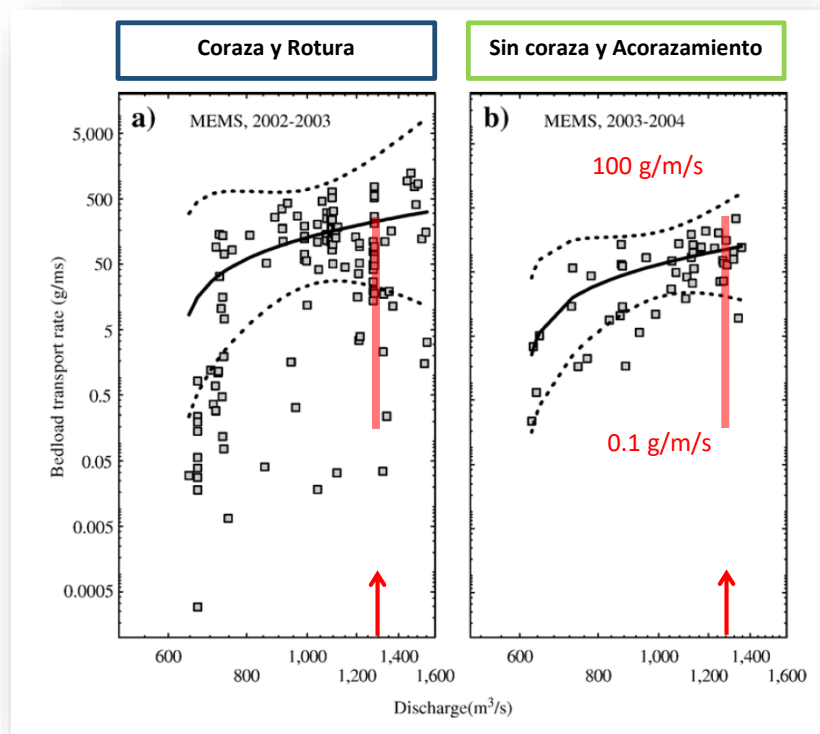 Coraza y Rotura
Sin coraza y Acorazamiento
a)
MEMS, 2002-2003
b)
MEMS, 2003-2004
100 g/m/s
0.1 g/m/s
Bedload transport rate (g/ms)
5,000
500
50
5
0.5
0.05
0.005
0.0005
600
1,000
1,400
800
1,200
1,600
600
1,000
1,400
800
1,200
1,600
Discharge(m³/s)